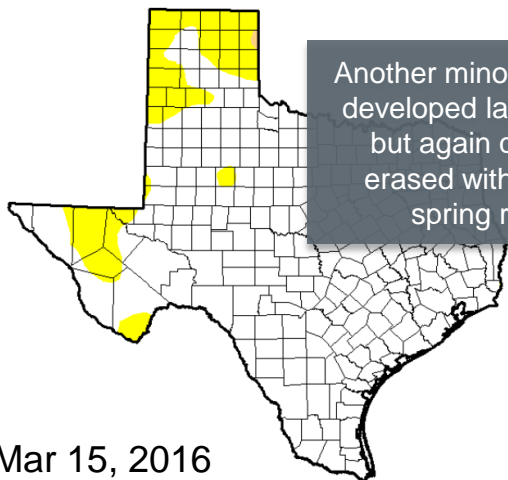 Another mino
developed la
but again
erased with
spring
Mar 15, 2016